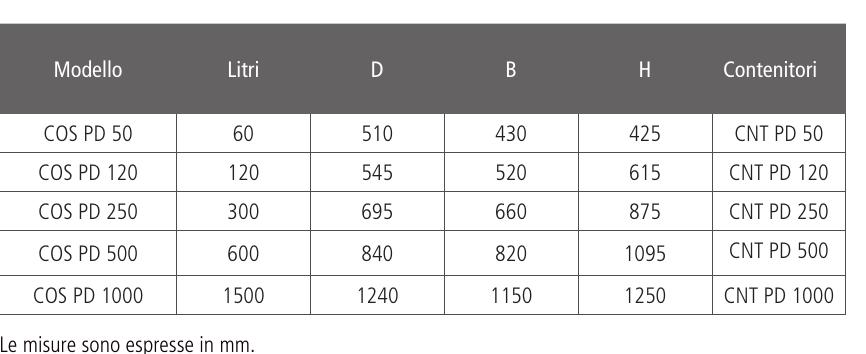 Modello Litri D B H Contenitori
COS PD 50 60 510 430 425 CNT PD 50
COS PD 120 120 545 520 615 CNT PD 120
COS PD 250 300 695 660 875 CNT PD 250
COS PD 500 600 840 820 1095 CNT PD 500
COS PD 1000 1500 1240 1150 1250 CNT PD 1000
Le misure sono espresse in mm.